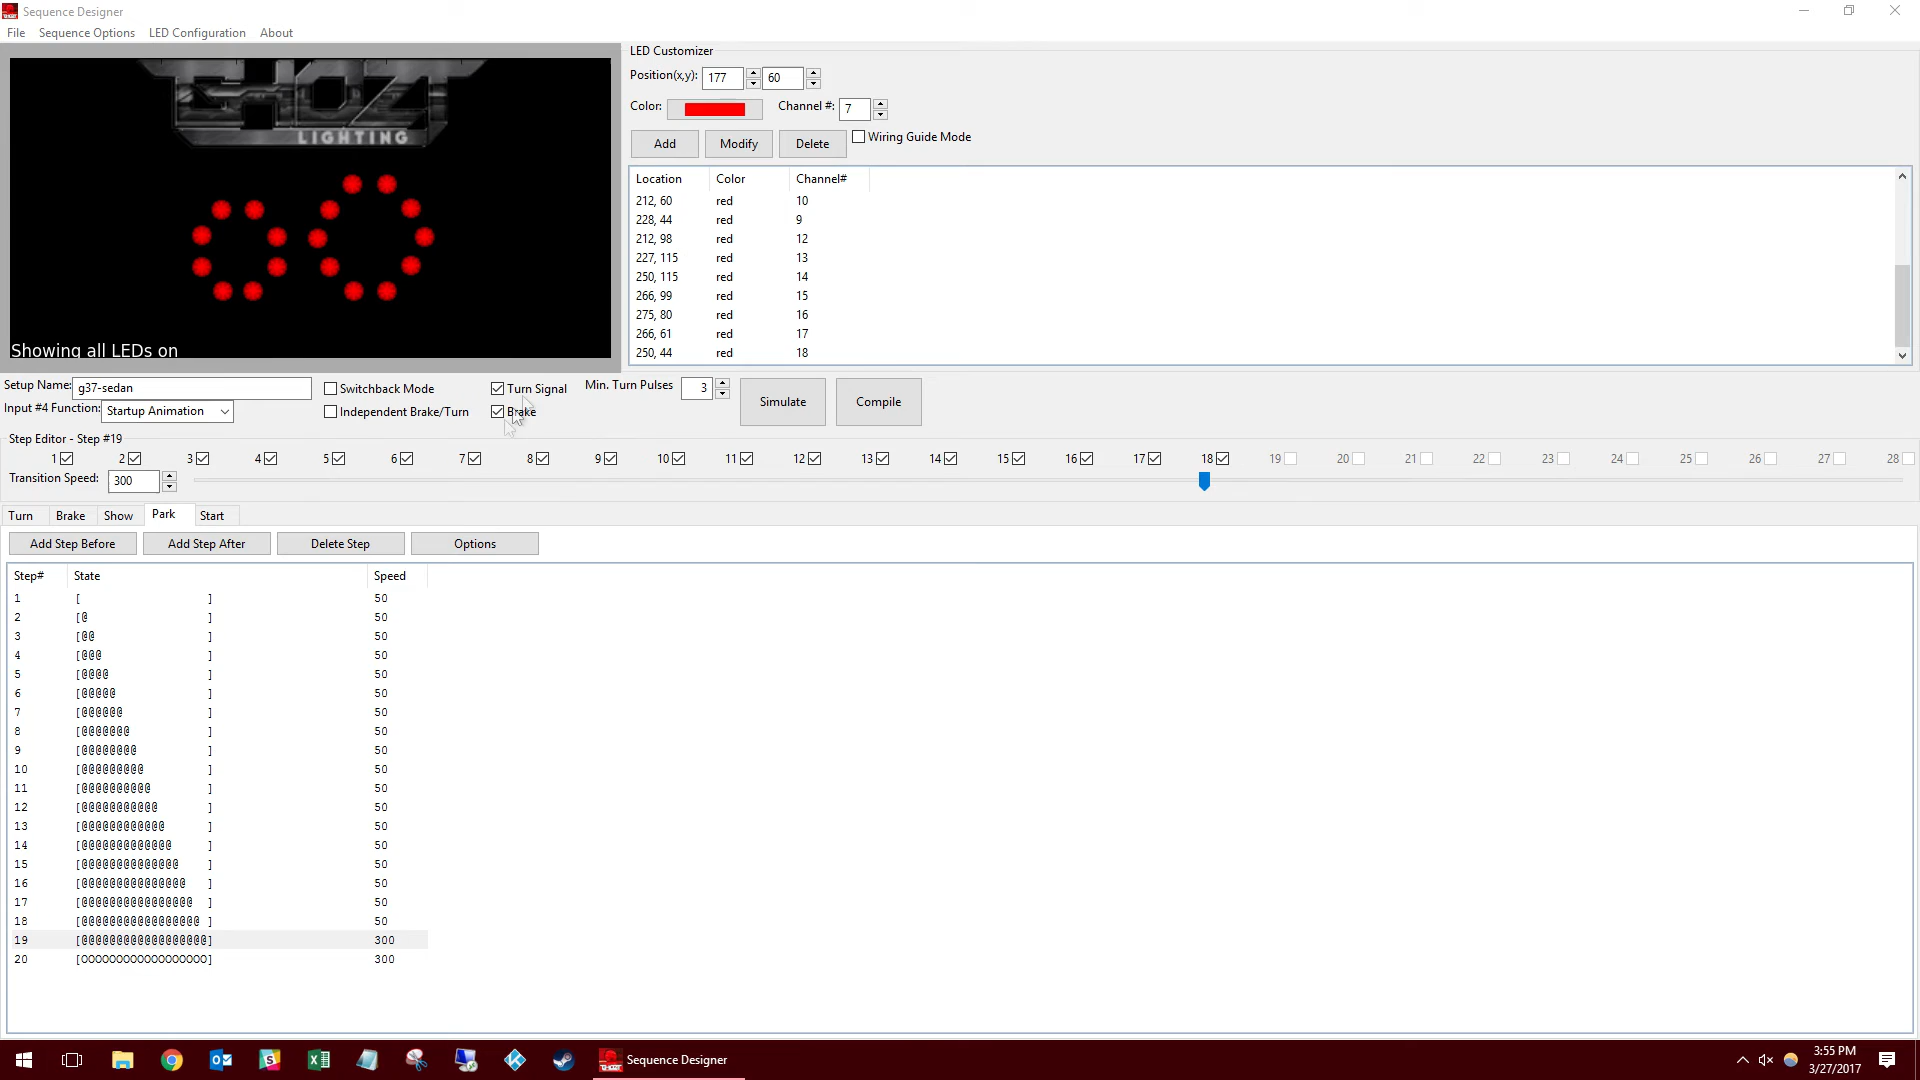 Sequence Designer
File Sequence Options LED Configuration About
GHOZT
LIGHTING
Showing all LEDs on
LED Customizer
Position(x,y): 177 60
Color: Channel #: 7
Add Modify Delete Wiring Guide Mode
Location Color Channel#
212, 60 red 10
228, 44 red 9
212, 98 red 12
227, 115 red 13
250, 115 red 14
266, 99 red 15
275, 80 red 16
266, 61 red 17
250, 44 red 18
Setup Name: g37-sedan Switchback Mode Turn Signal Min. Turn Pulses 3 Simulate Compile
Input #4 Function: Startup Animation Independent Brake/Turn Brake
Step Editor - Step #19
1 2 3 4 5 6 7 8 9 10 11 12 13 14 15 16 17 18 19 20 21 22 23 24 25 26 27 28
Transition Speed: 300
Turn Brake Show Park Start
Add Step Before Add Step After Delete Step Options
Step# State Speed
1 [                  ] 50
2 [@                 ] 50
3 [@@                ] 50
4 [@@@               ] 50
5 [@@@@              ] 50
6 [@@@@@             ] 50
7 [@@@@@@            ] 50
8 [@@@@@@@           ] 50
9 [@@@@@@@@          ] 50
10 [@@@@@@@@@         ] 50
11 [@@@@@@@@@@        ] 50
12 [@@@@@@@@@@@       ] 50
13 [@@@@@@@@@@@@      ] 50
14 [@@@@@@@@@@@@@     ] 50
15 [@@@@@@@@@@@@@@    ] 50
16 [@@@@@@@@@@@@@@@   ] 50
17 [@@@@@@@@@@@@@@@@  ] 50
18 [@@@@@@@@@@@@@@@@@ ] 50
19 [@@@@@@@@@@@@@@@@@@] 300
20 [OOOOOOOOOOOOOOOOOO] 300
Sequence Designer
3:55 PM
3/27/2017